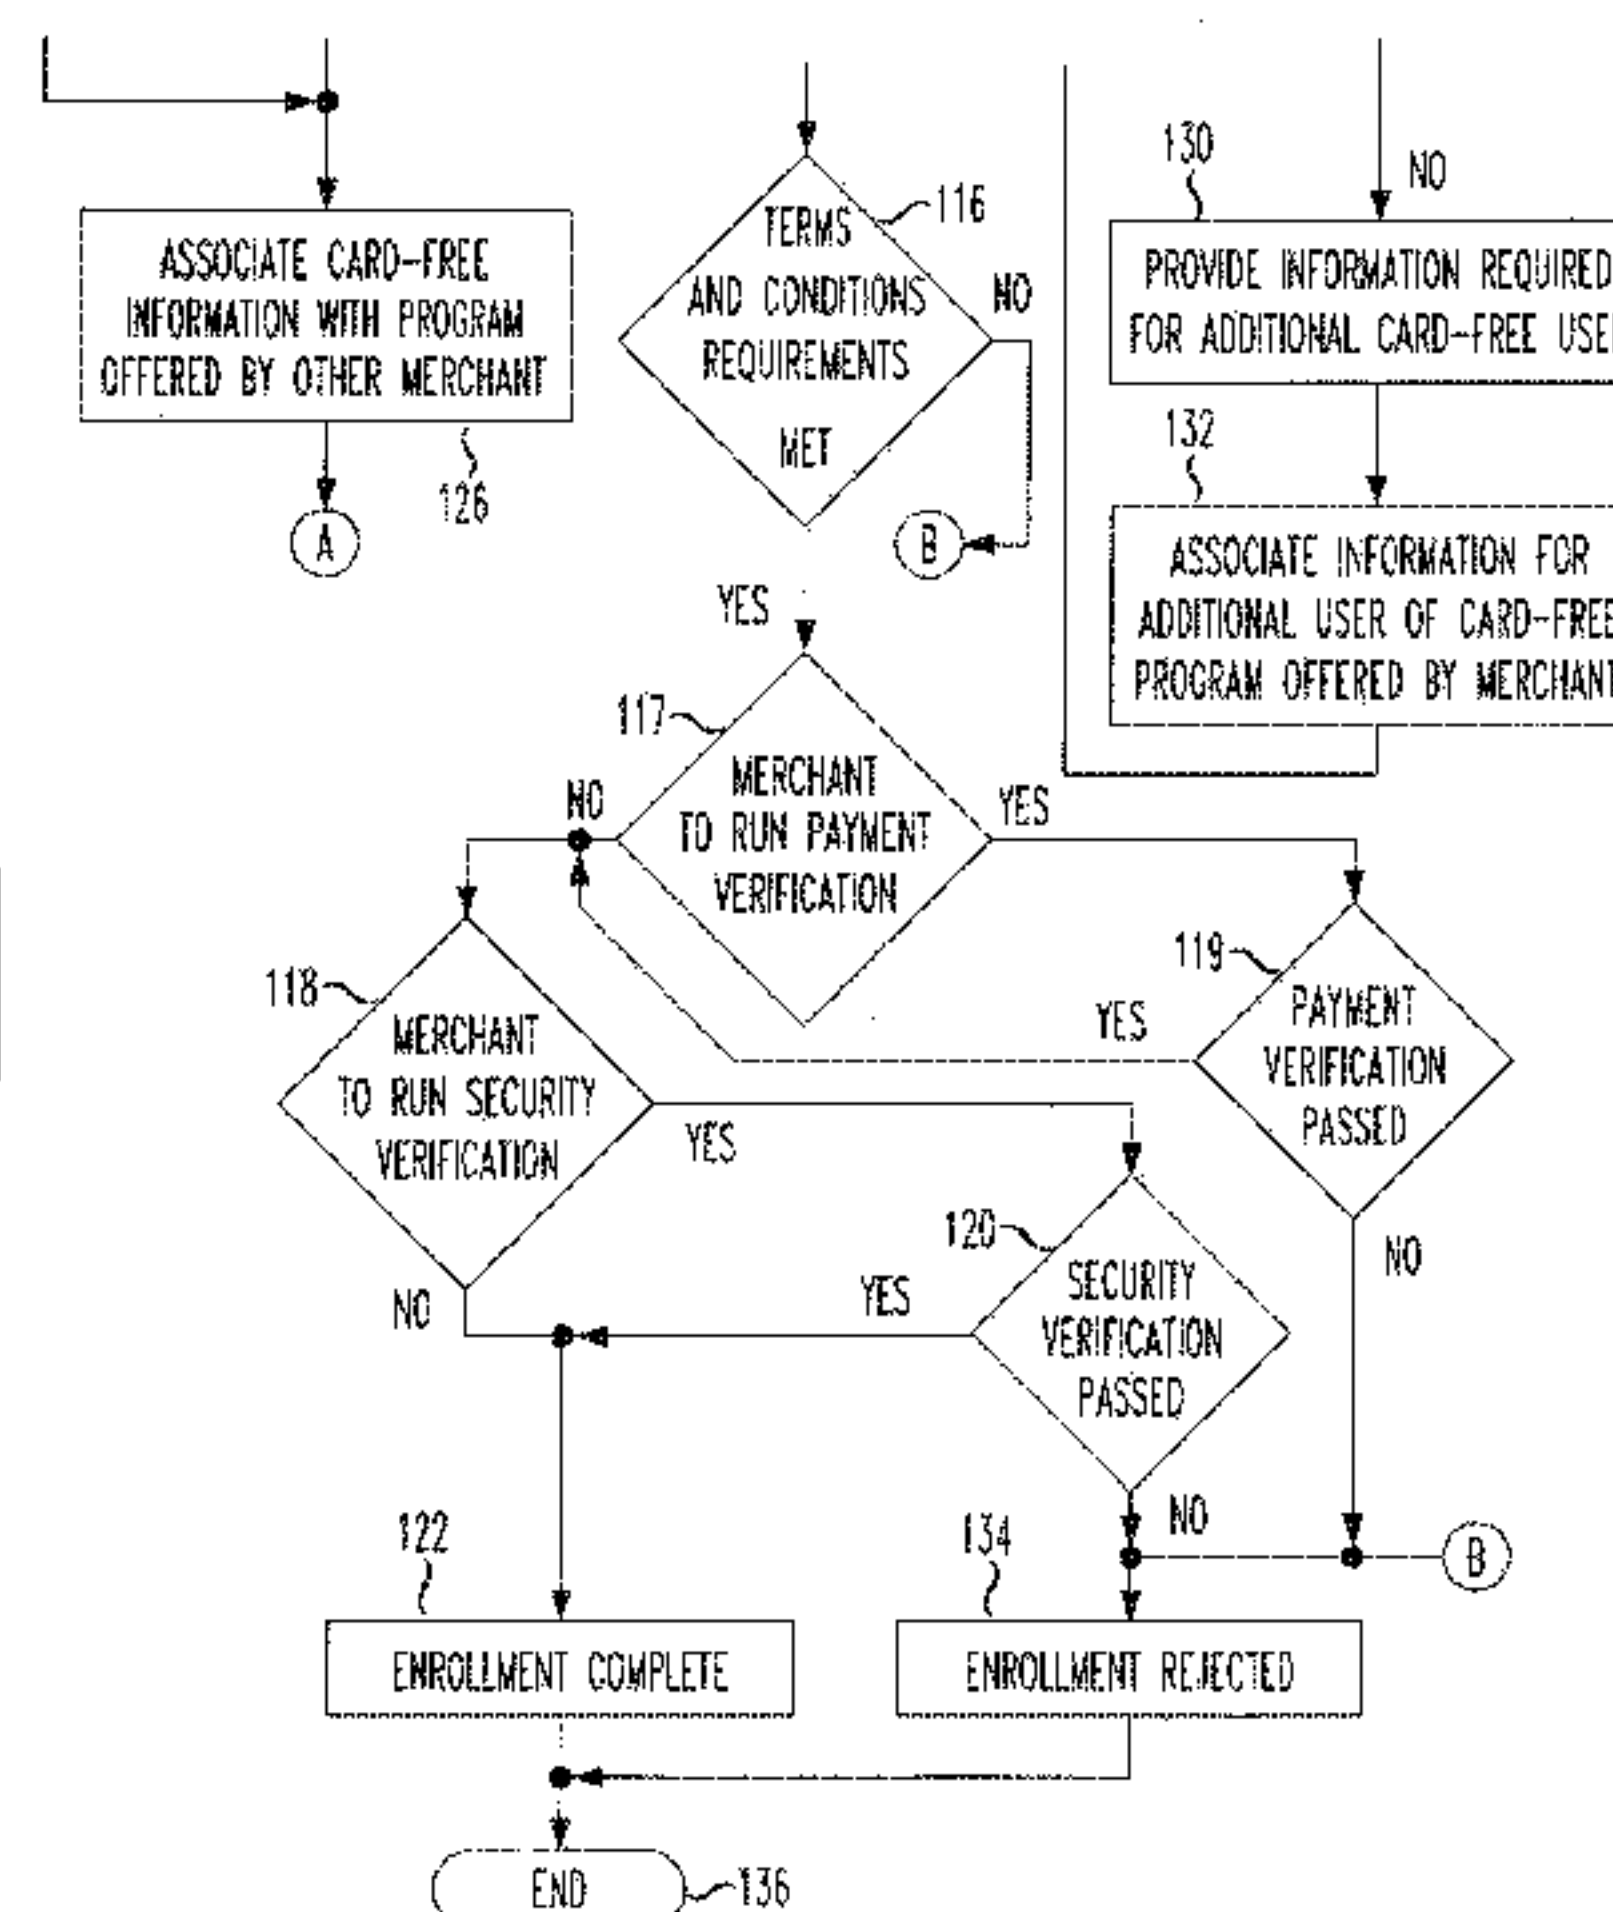 ASSOCIATE CARD-FREE
INFORMATION WITH PROGRAM
OFFERED BY OTHER MERCHANT
126
A
116
TERMS
AND CONDITIONS
REQUIREMENTS
MET
NO
B
YES
130
NO
PROVIDE INFORMATION REQUIRED
FOR ADDITIONAL CARD-FREE USE
132
ASSOCIATE INFORMATION FOR
ADDITIONAL USER OF CARD-FREE
PROGRAM OFFERED BY MERCHANT
117
MERCHANT
TO RUN PAYMENT
VERIFICATION
NO
YES
118
MERCHANT
TO RUN SECURITY
VERIFICATION
YES
NO
119
PAYMENT
VERIFICATION
PASSED
YES
NO
120
SECURITY
VERIFICATION
PASSED
YES
NO
B
122
ENROLLMENT COMPLETE
134
ENROLLMENT REJECTED
END
136